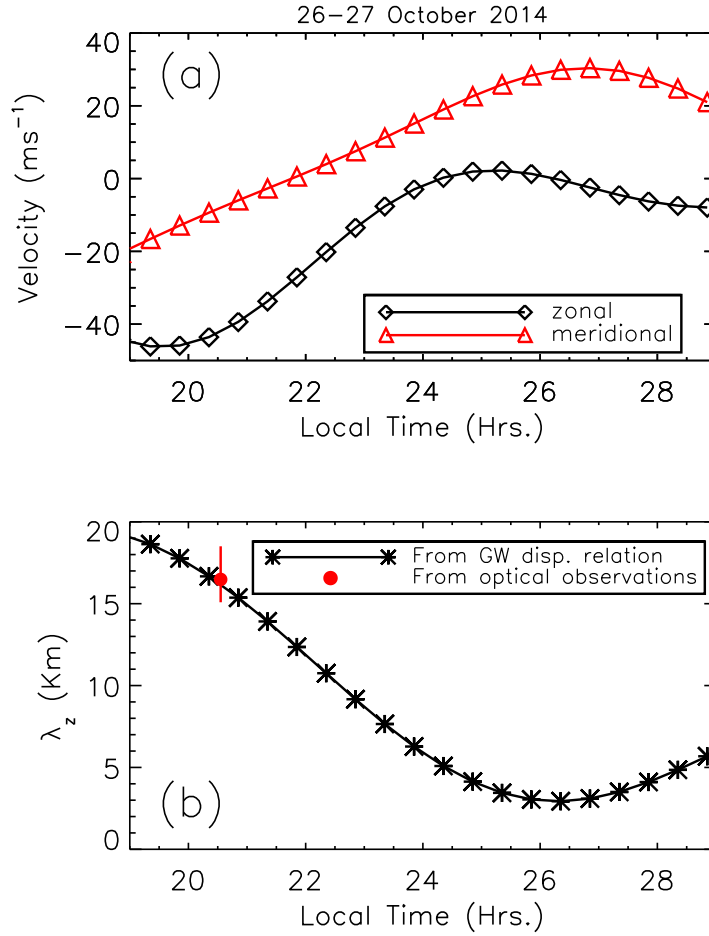 26-27 October 2014
(a)
Velocity (ms⁻¹)
40
20
0
-20
-40
zonal
meridional
20
22
24
26
28
Local Time (Hrs.)
(b)
λz (Km)
20
15
10
5
0
From GW disp. relation
From optical observations
20
22
24
26
28
Local Time (Hrs.)